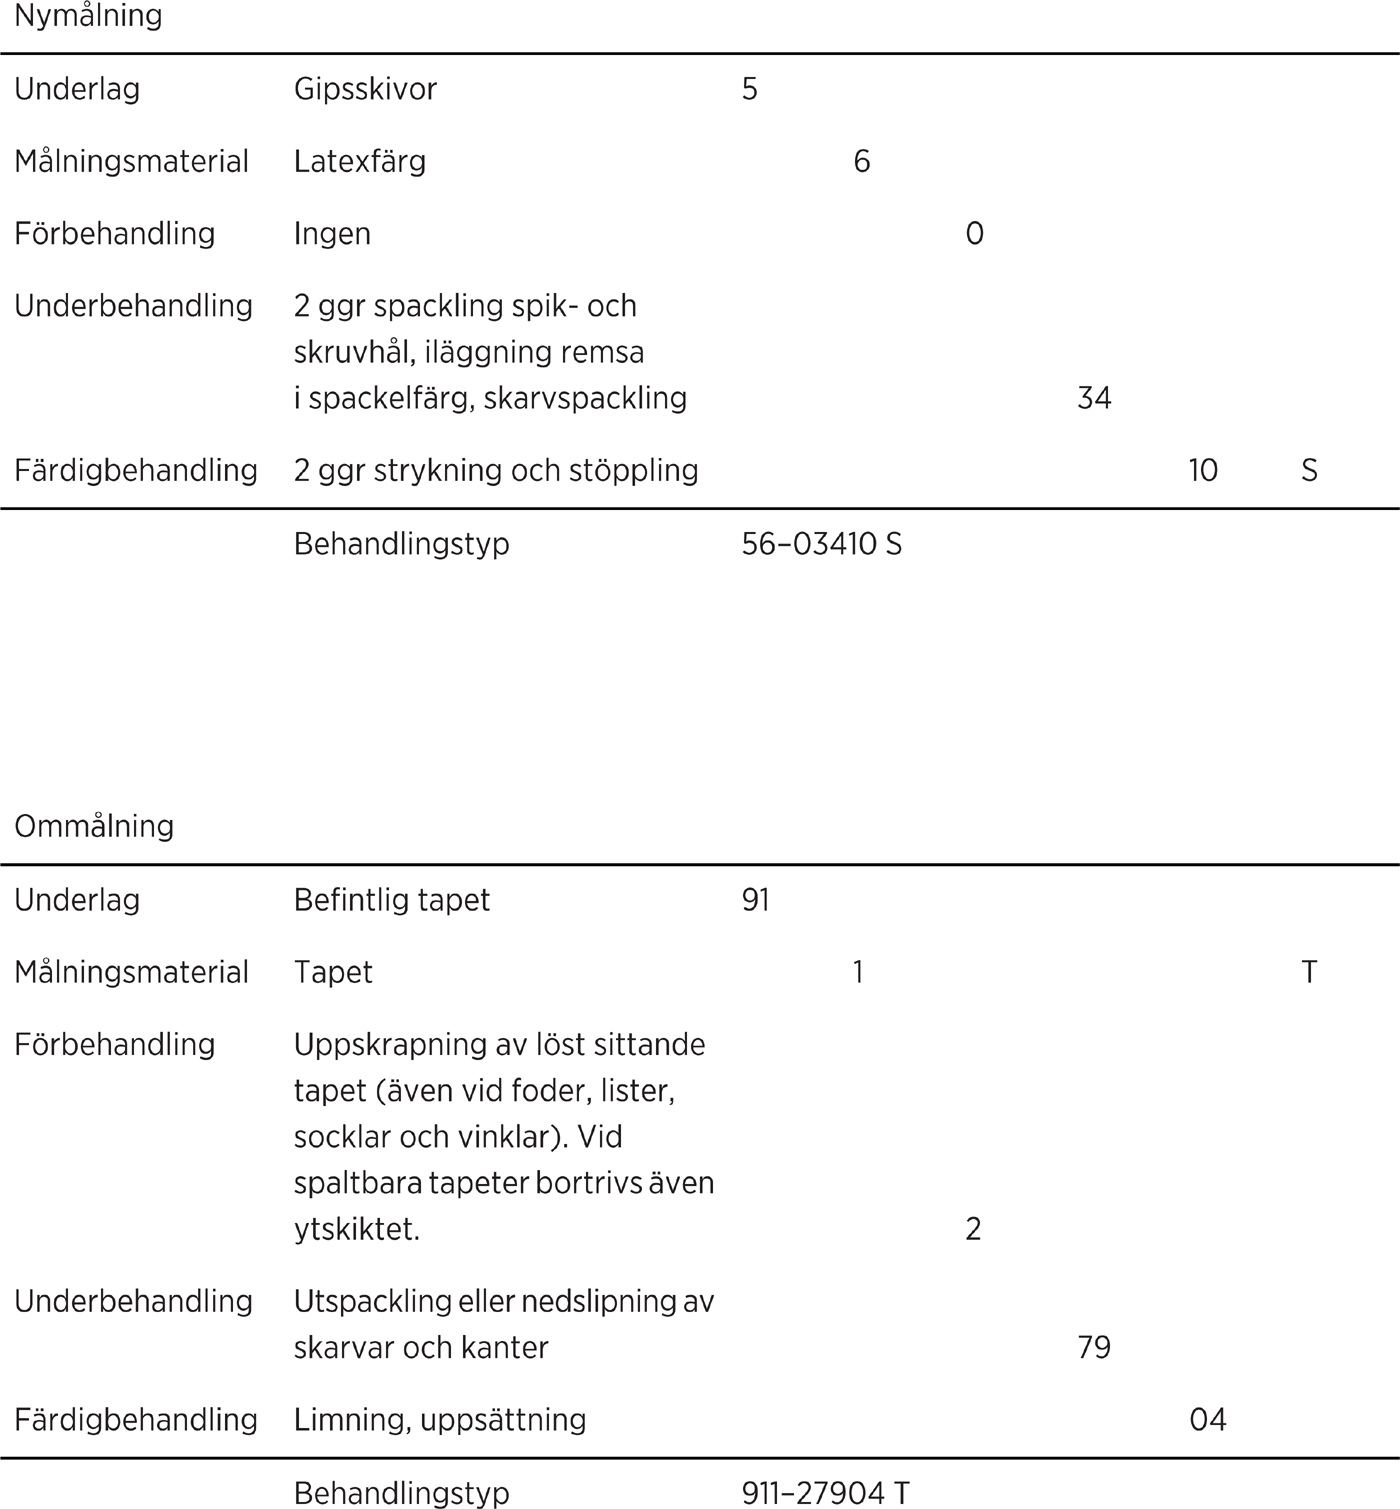 Nymålning
Underlag Gipsskivor 5
Målningsmaterial Latexfärg 6
Förbehandling Ingen 0
Underbehandling 2 ggr spackling spik- och
skruvhål, iläggning remsa
i spackelfärg, skarvspackling 34
Färdigbehandling 2 ggr strykning och stöppling 10 S
Behandlingstyp 56–03410 S
Ommålning
Underlag Befintlig tapet 91
Målningsmaterial Tapet 1 T
Förbehandling Uppskrapning av löst sittande
tapet (även vid foder, lister,
socklar och vinklar). Vid
spaltbara tapeter bortrivs även
ytskiktet. 2
Underbehandling Utspackling eller nedslipning av
skarvar och kanter 79
Färdigbehandling Limning, uppsättning 04
Behandlingstyp 911–27904 T